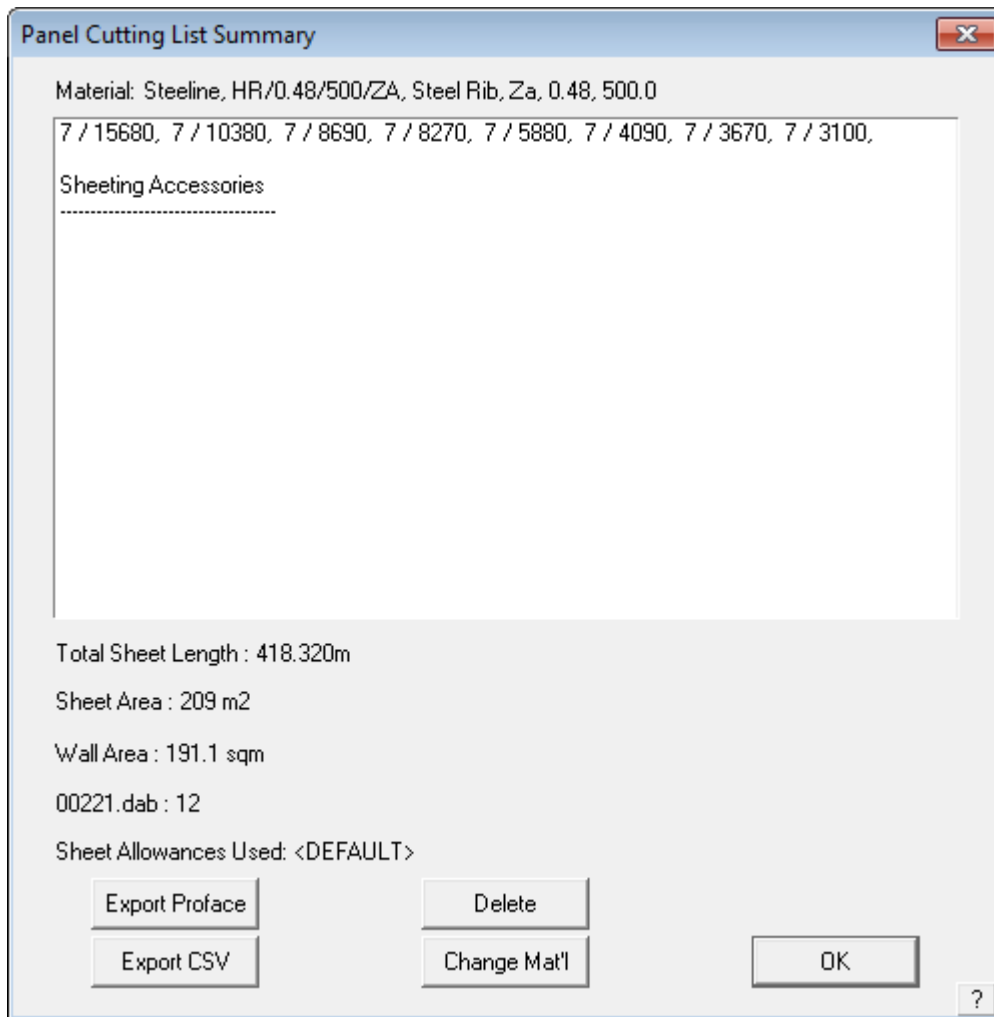 Panel Cutting List Summary
Material: Steeline, HR/0.48/500/ZA, Steel Rib, Za, 0.48, 500.0
7 / 15680, 7 / 10380, 7 / 8690, 7 / 8270, 7 / 5880, 7 / 4090, 7 / 3670, 7 / 3100,
Sheeting Accessories
------------------------------------
Total Sheet Length : 418.320m
Sheet Area : 209 m2
Wall Area : 191.1 sqm
00221.dab : 12
Sheet Allowances Used: <DEFAULT>
Export Proface Delete
Export CSV Change Mat'l OK
?